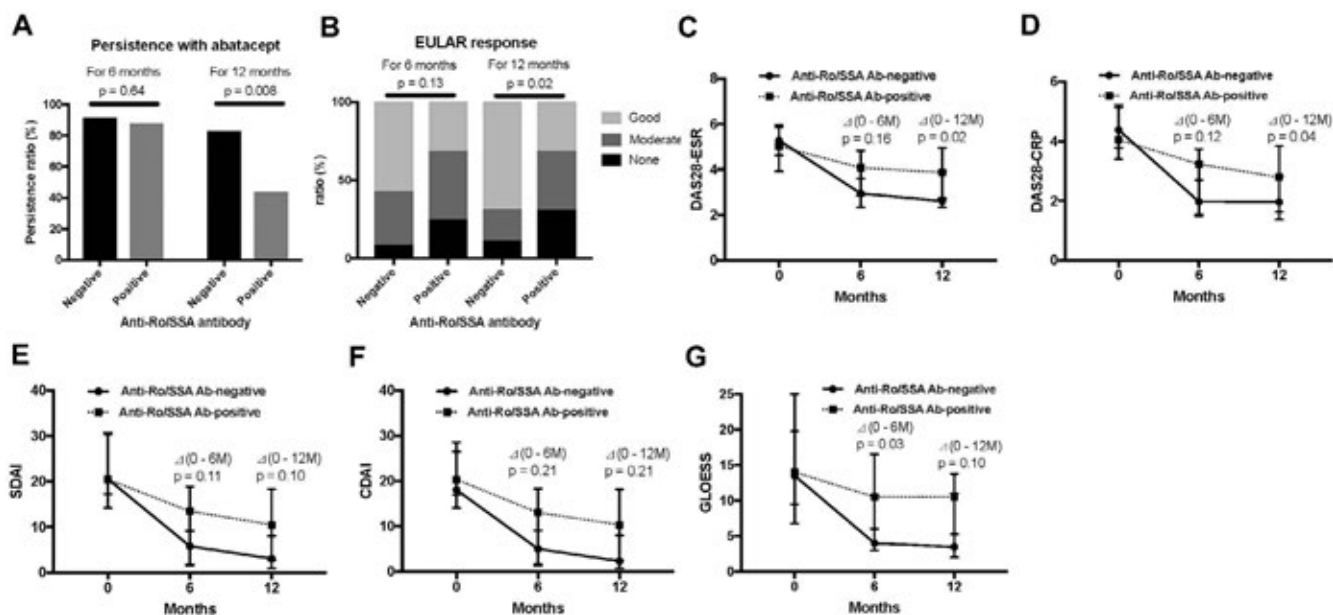 A
Persistence with abatacept
For 6 months
For 12 months
p = 0.64
p = 0.008
Persistence ratio (%)
100
80
60
40
20
0
Negative
Positive
Negative
Positive
Anti-Ro/SSA antibody
B
EULAR response
For 6 months
For 12 months
p = 0.13
p = 0.02
ratio (%)
100
50
0
Good
Moderate
None
Negative
Positive
Negative
Positive
Anti-Ro/SSA antibody
C
Anti-Ro/SSA Ab-negative
Anti-Ro/SSA Ab-positive
⊿(0 - 6M)
p = 0.16
⊿(0 - 12M)
p = 0.02
DAS28-ESR
8
6
4
2
0
0
6
12
Months
D
Anti-Ro/SSA Ab-negative
Anti-Ro/SSA Ab-positive
⊿(0 - 6M)
p = 0.12
⊿(0 - 12M)
p = 0.04
DAS28-CRP
6
4
2
0
0
6
12
Months
E
Anti-Ro/SSA Ab-negative
Anti-Ro/SSA Ab-positive
⊿(0 - 6M)
p = 0.11
⊿(0 - 12M)
p = 0.10
SDAI
40
30
20
10
0
0
6
12
Months
F
Anti-Ro/SSA Ab-negative
Anti-Ro/SSA Ab-positive
⊿(0 - 6M)
p = 0.21
⊿(0 - 12M)
p = 0.21
CDAI
40
30
20
10
0
0
6
12
Months
G
Anti-Ro/SSA Ab-negative
Anti-Ro/SSA Ab-positive
⊿(0 - 6M)
p = 0.03
⊿(0 - 12M)
p = 0.10
GLOESS
25
20
15
10
5
0
0
6
12
Months